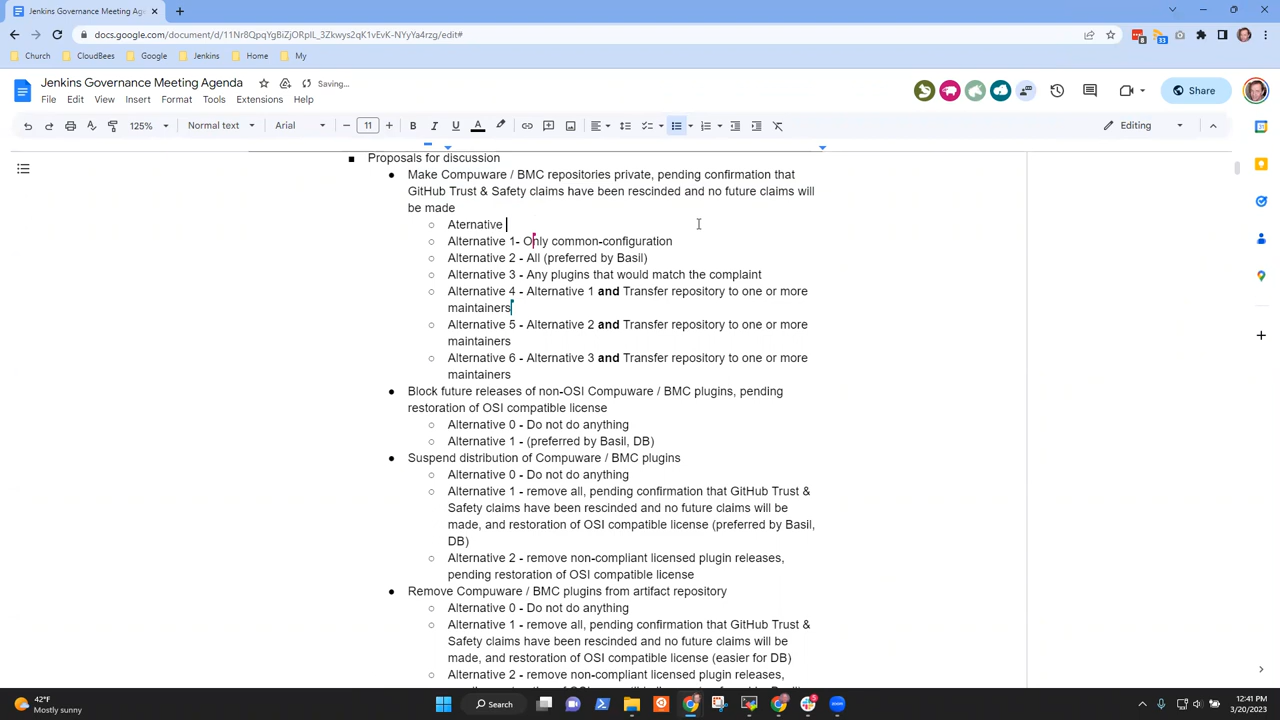 Jenkins Governance Meeting Agenda
docs.google.com/document/d/11Nr8QpqYgBiZjORpIL_3Zkwys2qK1vEvK-NYyYa4rzg/edit#
Church CloudBees Google Jenkins Home My
Jenkins Governance Meeting Agenda Saving...
File Edit View Insert Format Tools Extensions Help
Share
125% Normal text Arial 11 Editing
Proposals for discussion
Make Compuware / BMC repositories private, pending confirmation that
GitHub Trust & Safety claims have been rescinded and no future claims will
be made
Aternative
Alternative 1- Only common-configuration
Alternative 2 - All (preferred by Basil)
Alternative 3 - Any plugins that would match the complaint
Alternative 4 - Alternative 1 and Transfer repository to one or more
maintainers
Alternative 5 - Alternative 2 and Transfer repository to one or more
maintainers
Alternative 6 - Alternative 3 and Transfer repository to one or more
maintainers
Block future releases of non-OSI Compuware / BMC plugins, pending
restoration of OSI compatible license
Alternative 0 - Do not do anything
Alternative 1 - (preferred by Basil, DB)
Suspend distribution of Compuware / BMC plugins
Alternative 0 - Do not do anything
Alternative 1 - remove all, pending confirmation that GitHub Trust &
Safety claims have been rescinded and no future claims will be
made, and restoration of OSI compatible license (preferred by Basil,
DB)
Alternative 2 - remove non-compliant licensed plugin releases,
pending restoration of OSI compatible license
Remove Compuware / BMC plugins from artifact repository
Alternative 0 - Do not do anything
Alternative 1 - remove all, pending confirmation that GitHub Trust &
Safety claims have been rescinded and no future claims will be
made, and restoration of OSI compatible license (easier for DB)
Alternative 2 - remove non-compliant licensed plugin releases,
42°F
Mostly sunny
Search
12:41 PM
3/20/2023